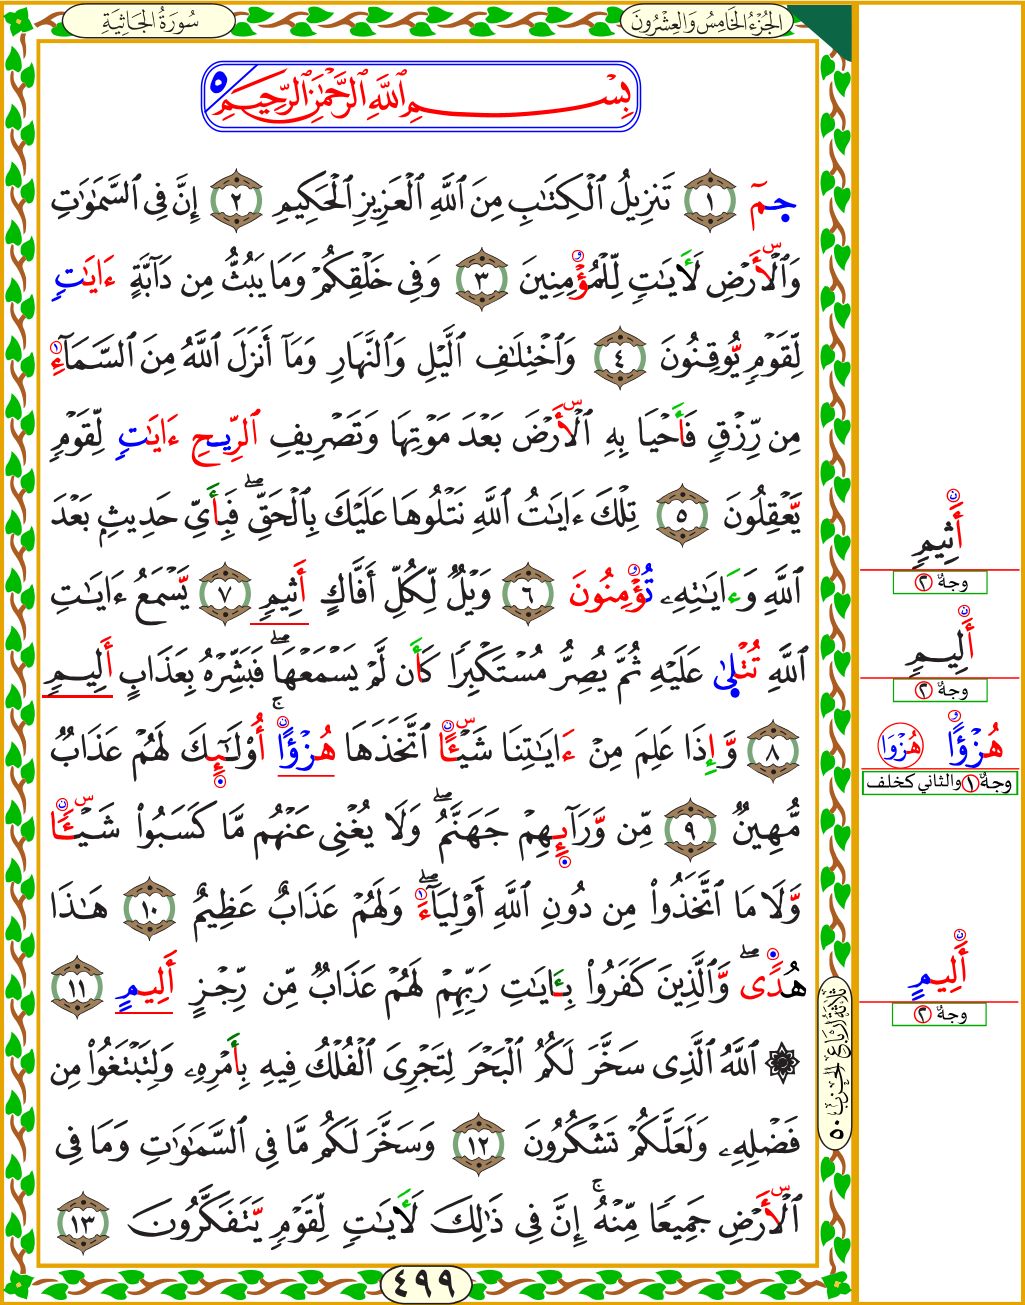 الجُزْءُ الخَامِسُ وَالعِشْرُونَ
سُورَةُ الجَاثِيَةِ
بِسْمِ ٱللَّهِ ٱلرَّحْمَٰنِ ٱلرَّحِيمِ ٥
حمٓ ١ تَنزِيلُ ٱلْكِتَٰبِ مِنَ ٱللَّهِ ٱلْعَزِيزِ ٱلْحَكِيمِ ٢ إِنَّ فِى ٱلسَّمَٰوَٰتِ
وَٱلْأَرْضِ لَءَايَٰتٍ لِّلْمُؤْمِنِينَ ٣ وَفِى خَلْقِكُمْ وَمَا يَبُثُّ مِن دَآبَّةٍ ءَايَٰتٍ
لِّقَوْمٍ يُوقِنُونَ ٤ وَٱخْتِلَٰفِ ٱلَّيْلِ وَٱلنَّهَارِ وَمَآ أَنزَلَ ٱللَّهُ مِنَ ٱلسَّمَآءِ
مِن رِّزْقٍ فَأَحْيَا بِهِ ٱلْأَرْضَ بَعْدَ مَوْتِهَا وَتَصْرِيفِ ٱلرِّيحِ ءَايَٰتٍ لِّقَوْمٍ
يَعْقِلُونَ ٥ تِلْكَ ءَايَٰتُ ٱللَّهِ نَتْلُوهَا عَلَيْكَ بِٱلْحَقِّ ۖ فَبِأَىِّ حَدِيثٍ بَعْدَ
ٱللَّهِ وَءَايَٰتِهِۦ تُؤْمِنُونَ ٦ وَيْلٌ لِّكُلِّ أَفَّاكٍ أَثِيمٍ ٧ يَسْمَعُ ءَايَٰتِ
ٱللَّهِ تُتْلَىٰ عَلَيْهِ ثُمَّ يُصِرُّ مُسْتَكْبِرًا كَأَن لَّمْ يَسْمَعْهَا ۖ فَبَشِّرْهُ بِعَذَابٍ أَلِيمٍ
٨ وَإِذَا عَلِمَ مِنْ ءَايَٰتِنَا شَيْـًٔا ٱتَّخَذَهَا هُزْؤًا ۚ أُو۟لَٰٓئِكَ لَهُمْ عَذَابٌ
مُّهِينٌ ٩ مِّن وَرَآئِهِمْ جَهَنَّمُ ۖ وَلَا يُغْنِى عَنْهُم مَّا كَسَبُوا۟ شَيْـًٔا
وَلَا مَا ٱتَّخَذُوا۟ مِن دُونِ ٱللَّهِ أَوْلِيَآءَ ۖ وَلَهُمْ عَذَابٌ عَظِيمٌ ١٠ هَٰذَا
هُدًى ۖ وَٱلَّذِينَ كَفَرُوا۟ بِـَٔايَٰتِ رَبِّهِمْ لَهُمْ عَذَابٌ مِّن رِّجْزٍ أَلِيمٍ ١١
۞ ٱللَّهُ ٱلَّذِى سَخَّرَ لَكُمُ ٱلْبَحْرَ لِتَجْرِىَ ٱلْفُلْكُ فِيهِ بِأَمْرِهِۦ وَلِتَبْتَغُوا۟ مِن
فَضْلِهِۦ وَلَعَلَّكُمْ تَشْكُرُونَ ١٢ وَسَخَّرَ لَكُم مَّا فِى ٱلسَّمَٰوَٰتِ وَمَا فِى
ٱلْأَرْضِ جَمِيعًا مِّنْهُ ۚ إِنَّ فِى ذَٰلِكَ لَءَايَٰتٍ لِّقَوْمٍ يَتَفَكَّرُونَ ١٣
٤٩٩
أَثِيمٍ
وجهٌ ٢
أَلِيمٍ
وجهٌ ٢
هُزْؤًا هُزْوَا
وجهٌ ١ والثاني كخلف
أَلِيمٍ
وجهٌ ٢
ثلاثة أرباع الحزب ٥٠